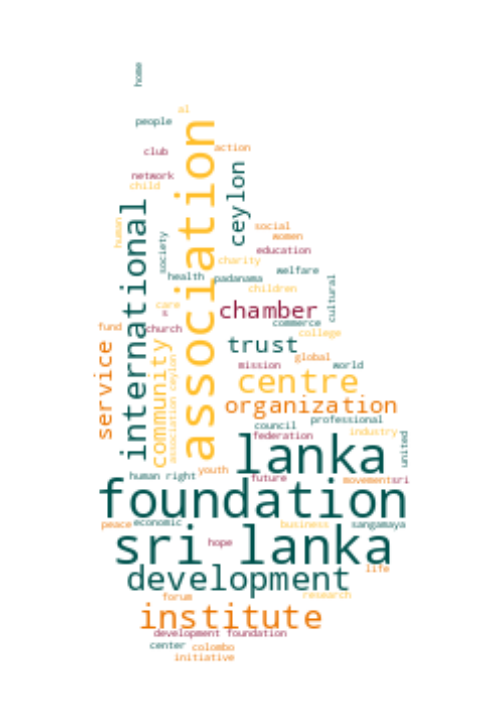 home
al
people
association
action
club
ceylon
network
child
international
human
social
women
society
education
charity
welfare
health
padanama
cultural
children
care
s
chamber
commerce
fund
church
college
service
community
trust
association ceylon
global
mission
world
centre
organization
professional
council
industry
federation
united
lanka
youth
human right
future
movement
sri
foundation
peace
economic
business
sangamaya
sri lanka
hope
life
development
forum
research
institute
development foundation
center
colombo
initiative